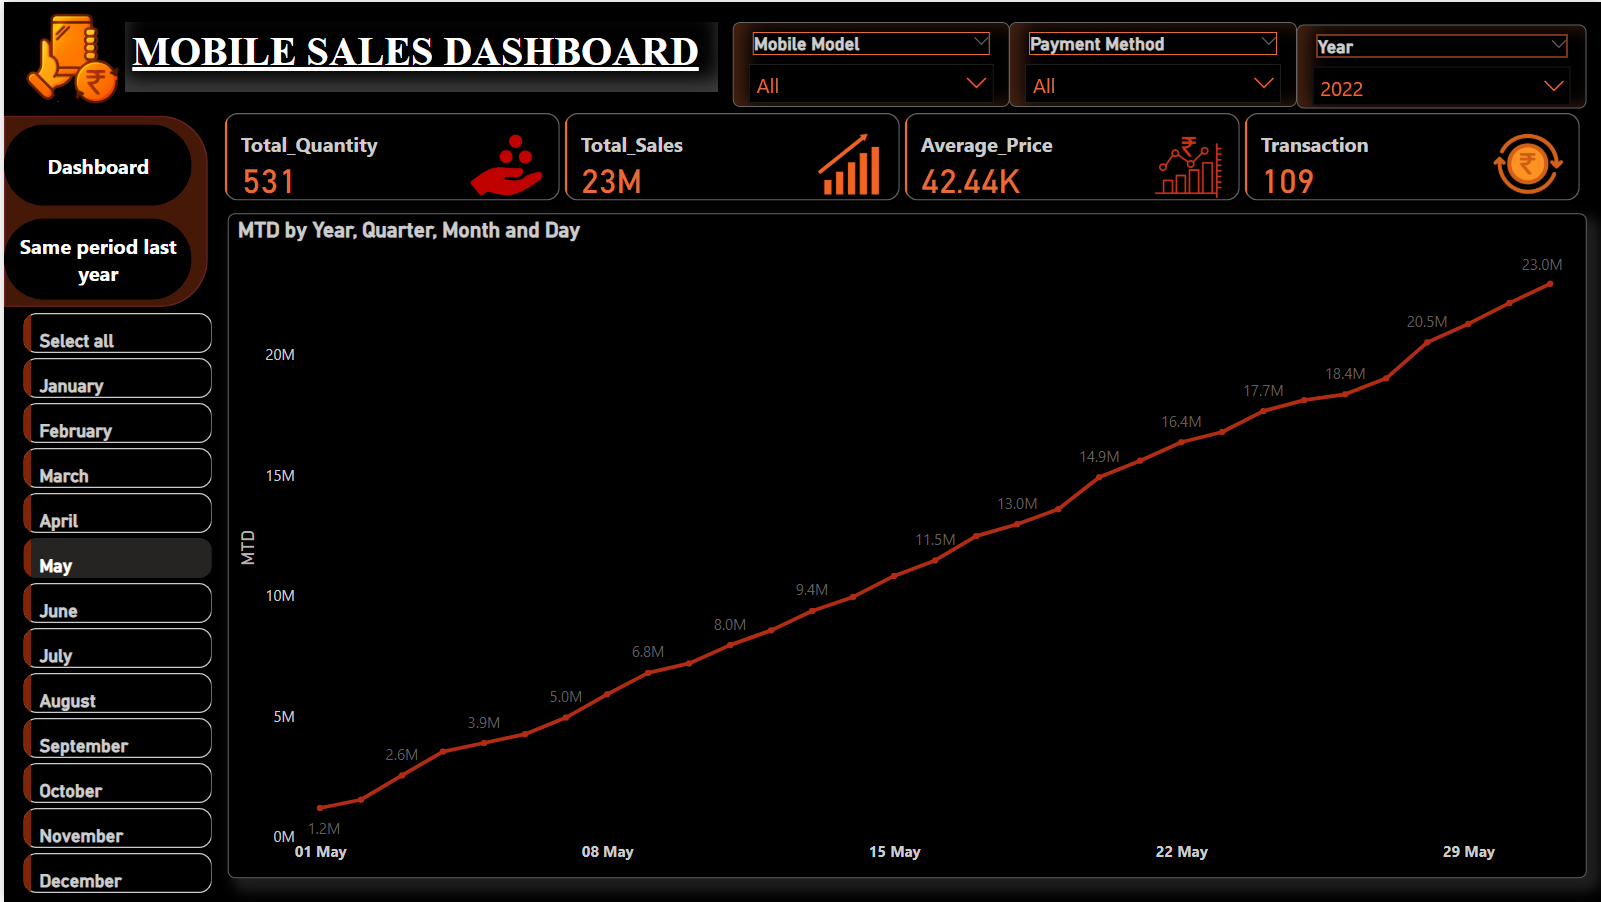 MOBILE SALES DASHBOARD
Mobile Model
All
Payment Method
All
Year
2022
Dashboard
Same period last
year
Total_Quantity
531
Total_Sales
23M
Average_Price
42.44K
Transaction
109
Select all
January
February
March
April
May
June
July
August
September
October
November
December
MTD by Year, Quarter, Month and Day
MTD
20M
15M
10M
5M
0M
1.2M
2.6M
3.9M
5.0M
6.8M
8.0M
9.4M
11.5M
13.0M
14.9M
16.4M
17.7M
18.4M
20.5M
23.0M
01 May
08 May
15 May
22 May
29 May